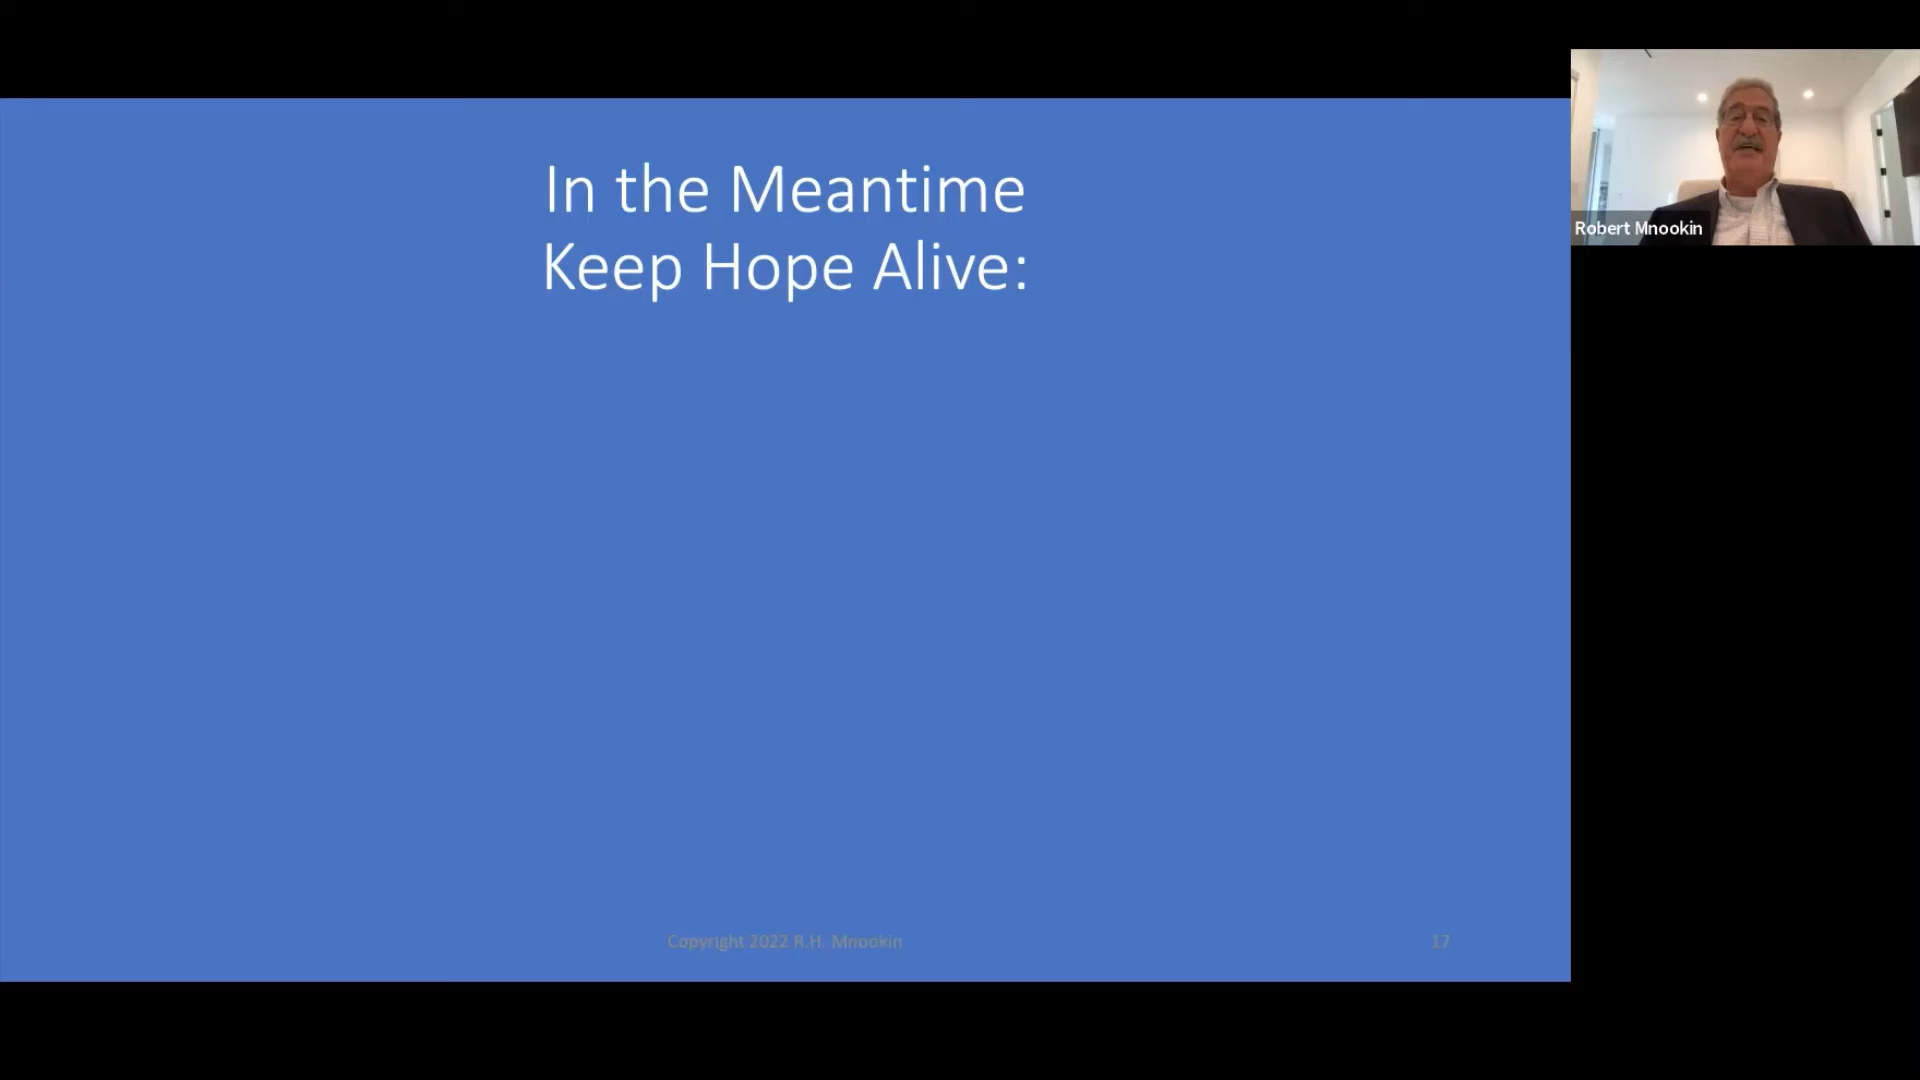 In the Meantime
Keep Hope Alive:
Robert Mnookin
Copyright 2022 R.H. Mnookin
17